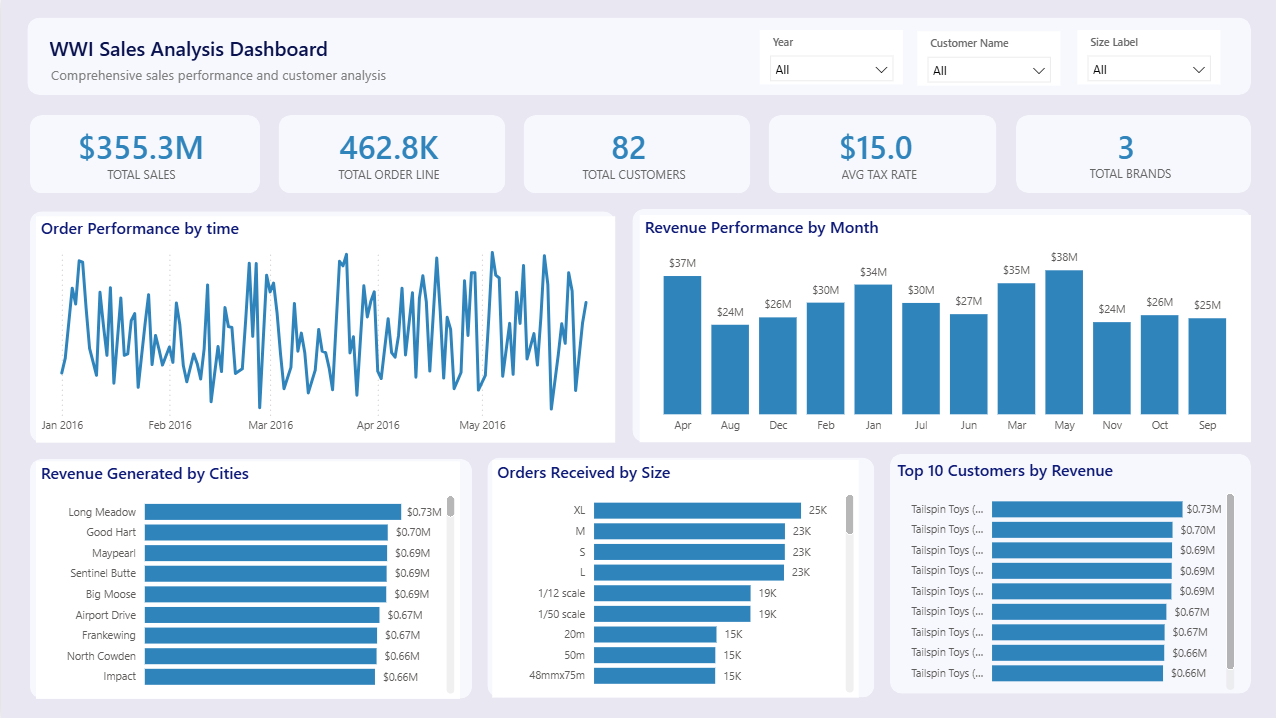 WWI Sales Analysis Dashboard
Comprehensive sales performance and customer analysis
Year
All
Customer Name
All
Size Label
All
$355.3M
TOTAL SALES
462.8K
TOTAL ORDER LINE
82
TOTAL CUSTOMERS
$15.0
AVG TAX RATE
3
TOTAL BRANDS
Order Performance by time
Jan 2016
Feb 2016
Mar 2016
Apr 2016
May 2016
Revenue Performance by Month
$37M
$24M
$26M
$30M
$34M
$30M
$27M
$35M
$38M
$24M
$26M
$25M
Apr
Aug
Dec
Feb
Jan
Jul
Jun
Mar
May
Nov
Oct
Sep
Revenue Generated by Cities
Long Meadow $0.73M
Good Hart $0.70M
Maypearl $0.69M
Sentinel Butte $0.69M
Big Moose $0.69M
Airport Drive $0.67M
Frankewing $0.67M
North Cowden $0.66M
Impact $0.66M
Orders Received by Size
XL 25K
M 23K
S 23K
L 23K
1/12 scale 19K
1/50 scale 19K
20m 15K
50m 15K
48mmx75m 15K
Top 10 Customers by Revenue
Tailspin Toys (... $0.73M
Tailspin Toys (... $0.70M
Tailspin Toys (... $0.69M
Tailspin Toys (... $0.69M
Tailspin Toys (... $0.69M
Tailspin Toys (... $0.67M
Tailspin Toys (... $0.67M
Tailspin Toys (... $0.66M
Tailspin Toys (... $0.66M